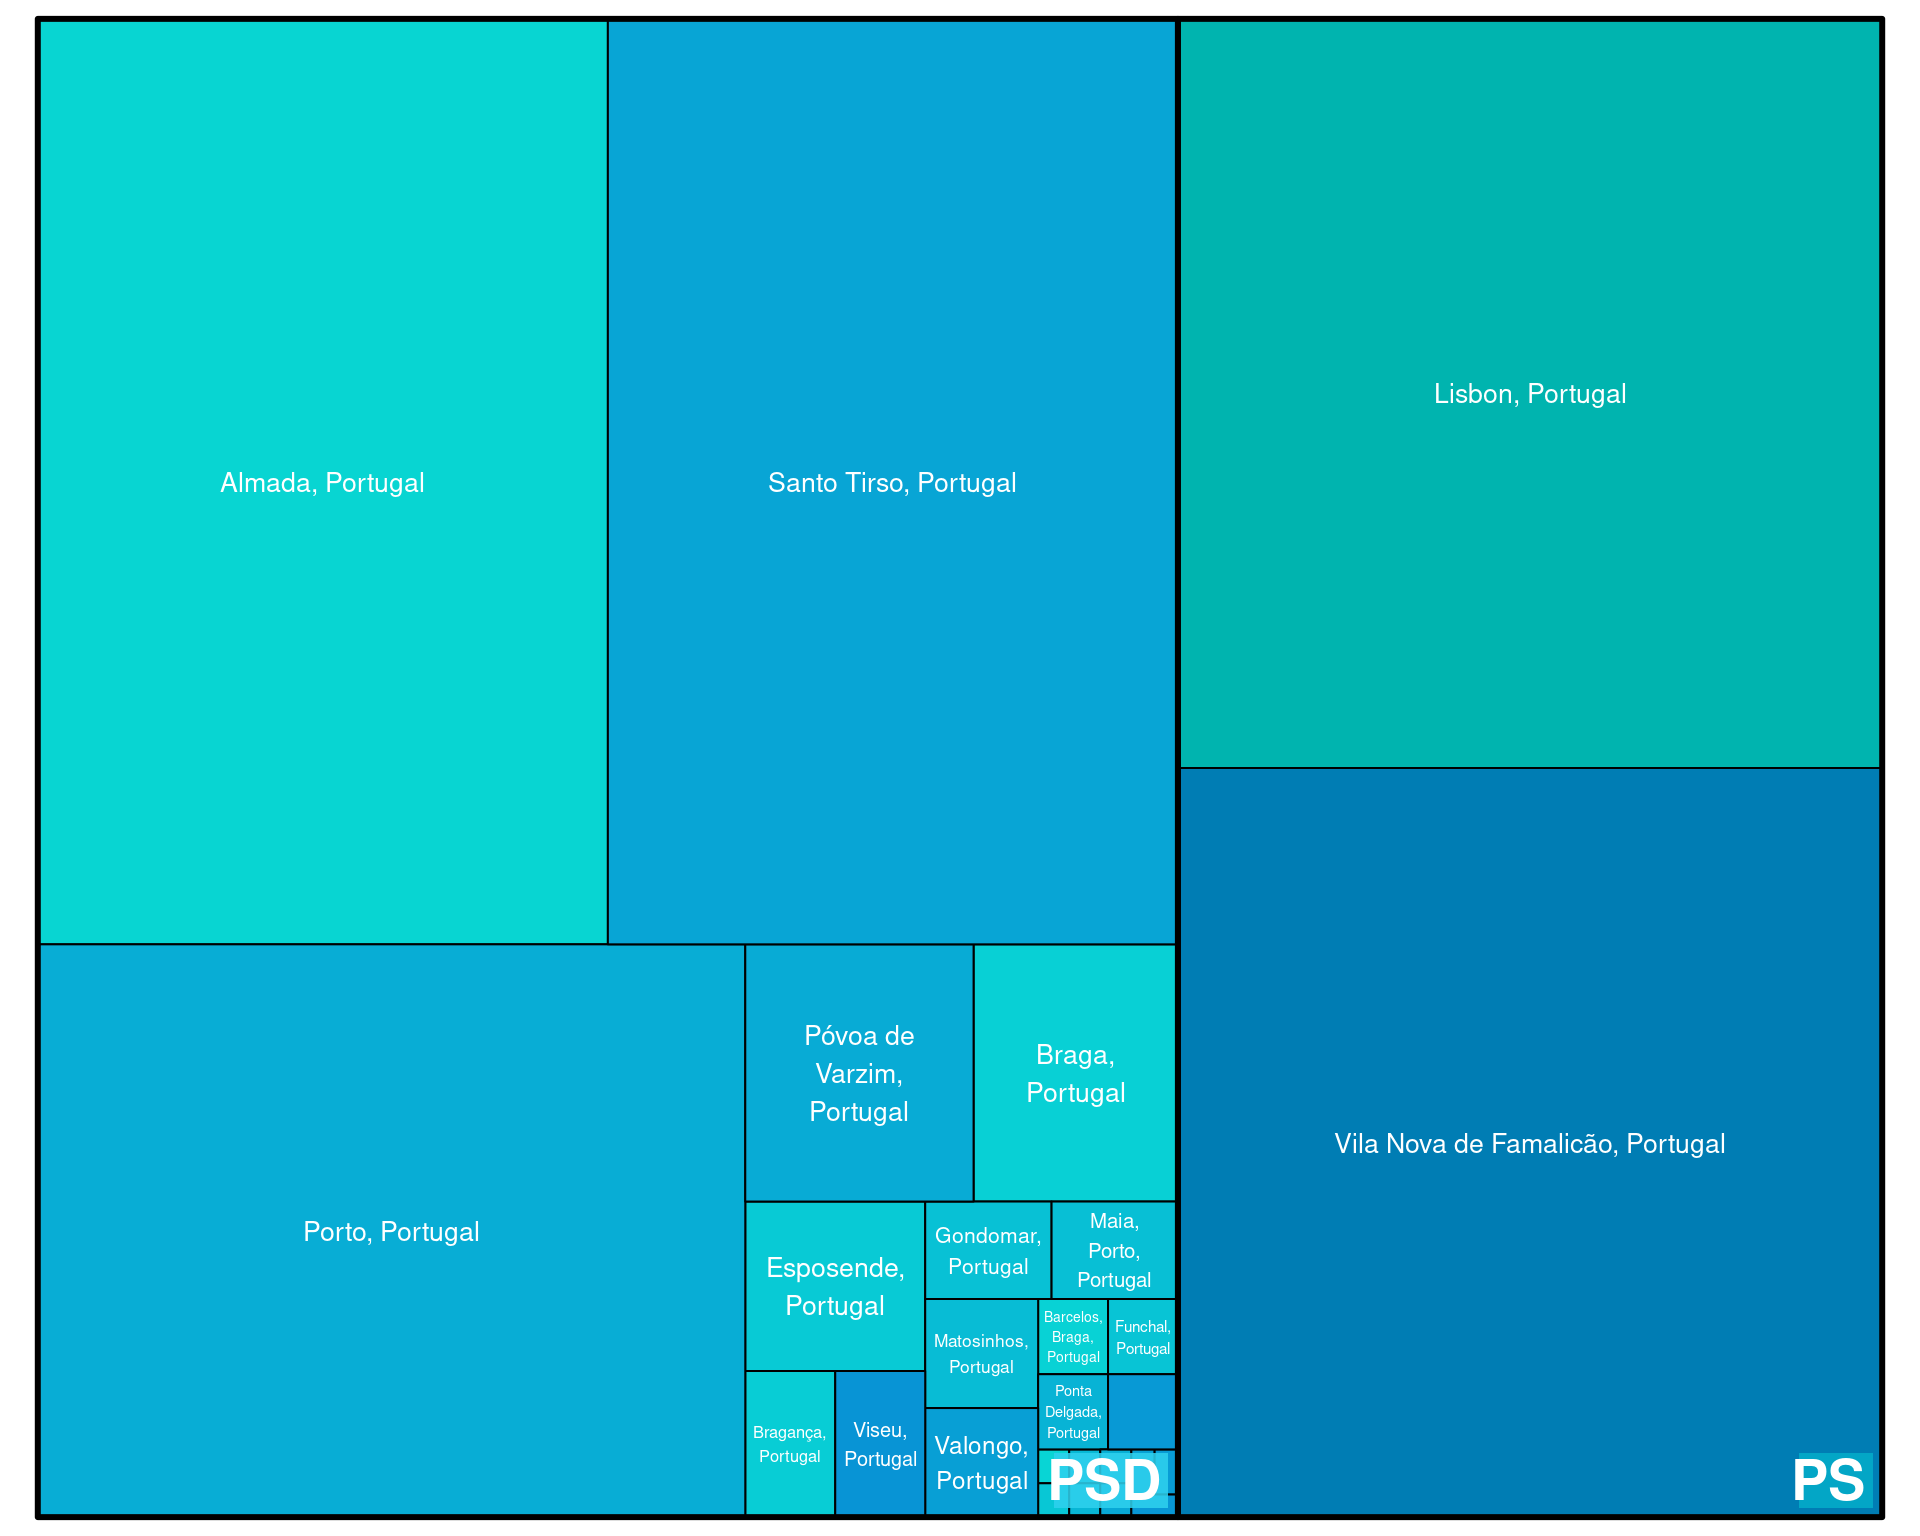 Almada, Portugal
Santo Tirso, Portugal
Lisbon, Portugal
Porto, Portugal
Póvoa de
Varzim,
Portugal
Braga,
Portugal
Vila Nova de Famalicão, Portugal
Esposende,
Portugal
Gondomar,
Portugal
Maia,
Porto,
Portugal
Matosinhos,
Portugal
Barcelos,
Braga,
Portugal
Funchal,
Portugal
Ponta
Delgada,
Portugal
Bragança,
Portugal
Viseu,
Portugal
Valongo,
Portugal
PSD
PS